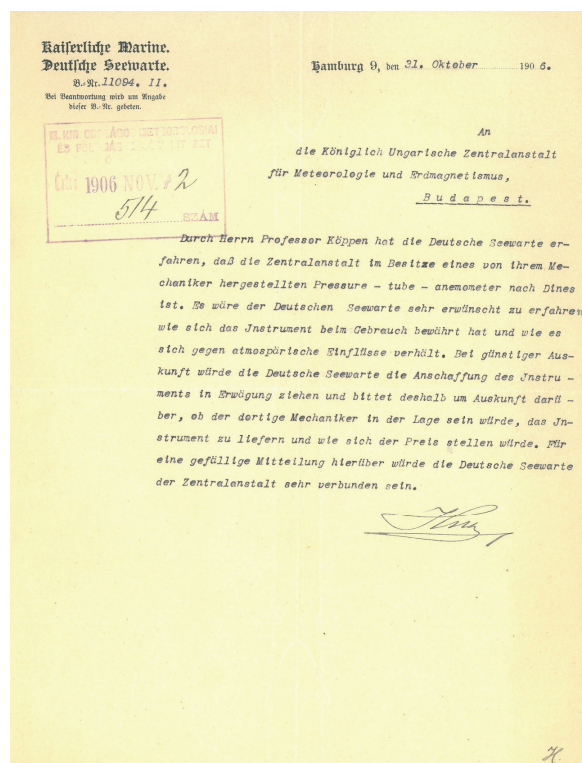 Kaiserliche Marine.
Deutsche Seewarte.
B.-Nr. 11094. II.
Bei Beantwortung wird um Angabe
dieser B.-Nr. gebeten.
Hamburg 9, den 31. Oktober 1906.
M. KIR ORSZÁGO METEOROLOGIAI
ÉS FÖL
Érk: 1906 NOV. 2
514 SZÁM
An
die Königlich Ungarische Zentralanstalt
für Meteorologie und Erdmagnetismus,
Budapest.
Durch Herrn Professor Köppen hat die Deutsche Seewarte er-
fahren, daß die Zentralanstalt im Besitze eines von ihrem Me-
chaniker hergestellten Pressure - tube - anemometer nach Dines
ist. Es wäre der Deutschen Seewarte sehr erwünscht zu erfahren
wie sich das Jnstrument beim Gebrauch bewährt hat und wie es
sich gegen atmospärische Einflüsse verhält. Bei günstiger Aus-
kunft würde die Deutsche Seewarte die Anschaffung des Jnstru -
ments in Erwägung ziehen und bittet deshalb um Auskunft darü -
ber, ob der dortige Mechaniker in der Lage sein würde, das Jn-
strument zu liefern und wie sich der Preis stellen würde. Für
eine gefällige Mitteilung hierüber würde die Deutsche Seewarte
der Zentralanstalt sehr verbunden sein.
H.